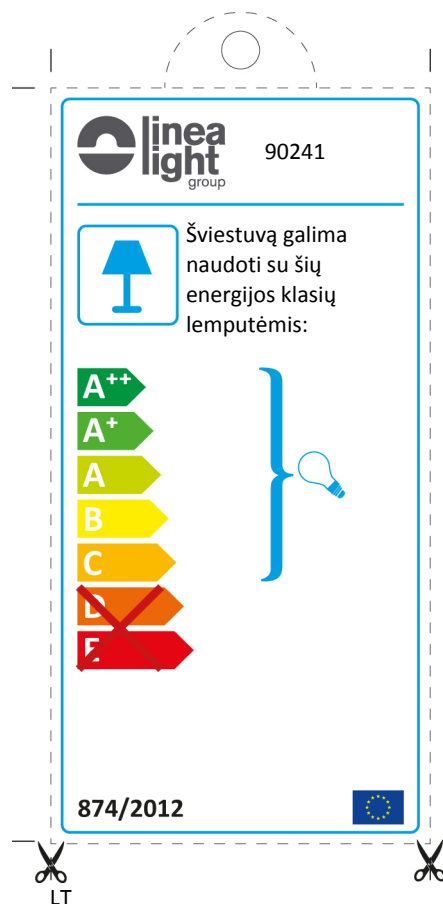 linea
light
group
90241
Šviestuvą galima
naudoti su šių
energijos klasių
lemputėmis:
A++
A+
A
B
C
D
E
874/2012
LT